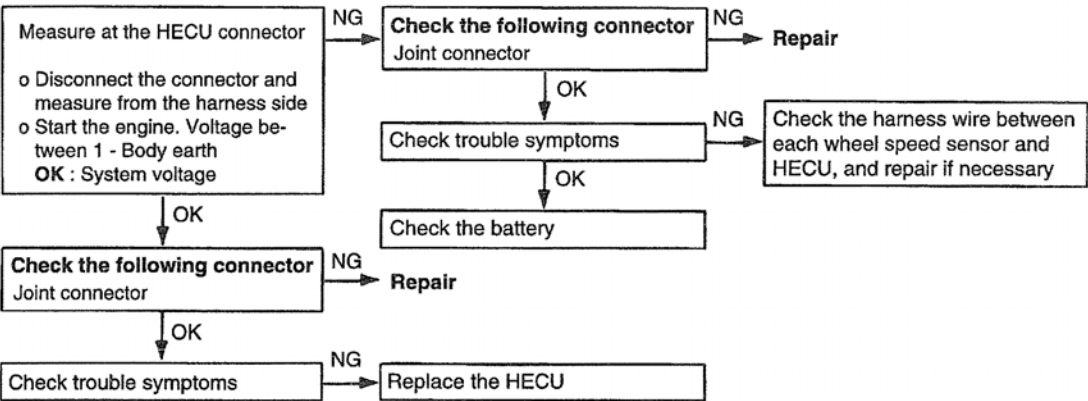 Measure at the HECU connector
o Disconnect the connector and
measure from the harness side
o Start the engine. Voltage be-
tween 1 - Body earth
OK : System voltage
NG
Check the following connector
Joint connector
NG
Repair
OK
Check trouble symptoms
NG
Check the harness wire between
each wheel speed sensor and
HECU, and repair if necessary
OK
Check the battery
OK
Check the following connector
Joint connector
NG
Repair
OK
Check trouble symptoms
NG
Replace the HECU